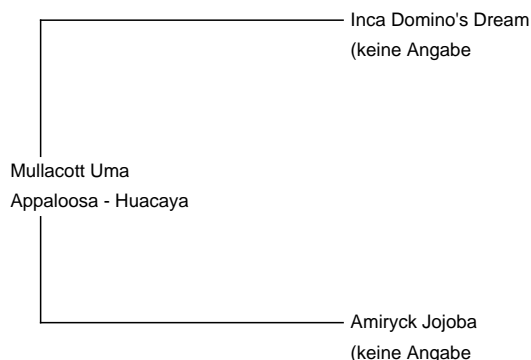 Inca Domino's Dream
(keine Angabe
Mullacott Uma
Appaloosa - Huacaya
Amiryck Jojoba
(keine Angabe